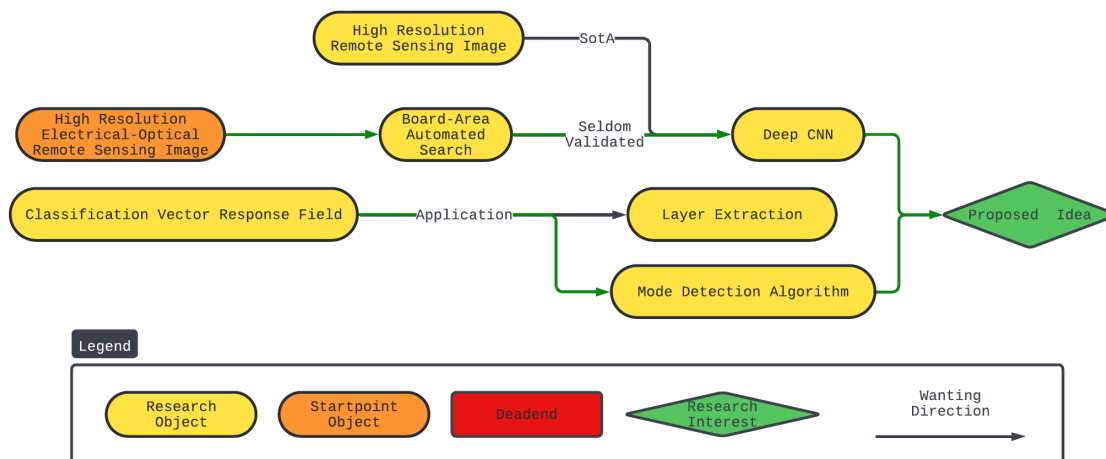 High Resolution
Remote Sensing Image
SotA
High Resolution
Electrical-Optical
Remote Sensing Image
Board-Area
Automated
Search
Seldom
Validated
Deep CNN
Classification Vector Response Field
Application
Layer Extraction
Proposed Idea
Mode Detection Algorithm
Legend
Research
Object
Startpoint
Object
Deadend
Research
Interest
Wanting
Direction